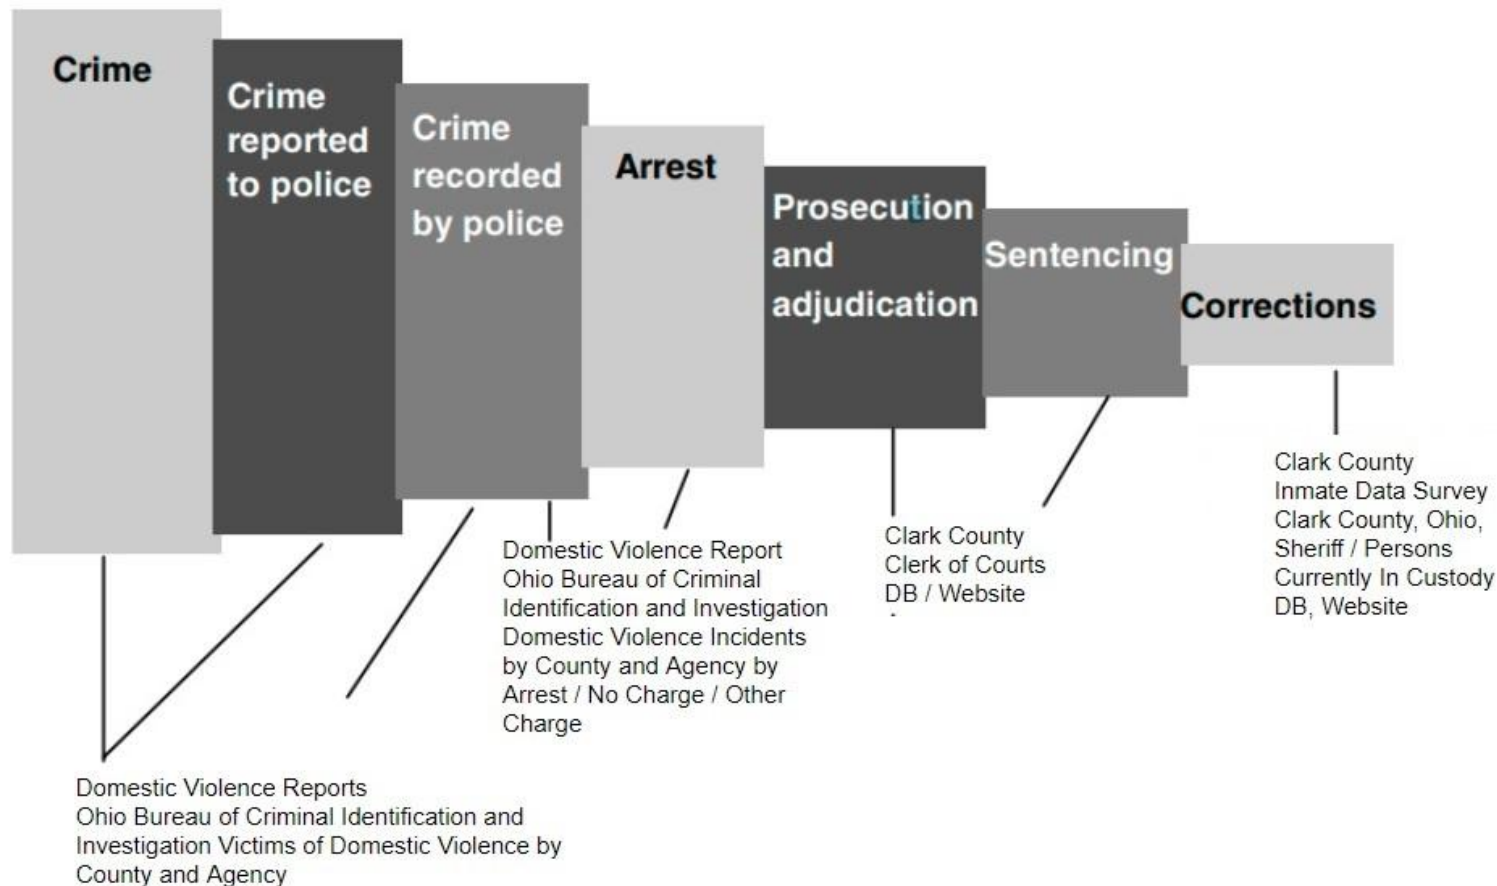 Crime
Crime
reported
to police
Crime
recorded
by police
Arrest
Prosecution
and
adjudication
Sentencing
Corrections
Domestic Violence Reports
Ohio Bureau of Criminal Identification and
Investigation Victims of Domestic Violence by
County and Agency
Domestic Violence Report
Ohio Bureau of Criminal
Identification and Investigation
Domestic Violence Incidents
by County and Agency by
Arrest / No Charge / Other
Charge
Clark County
Clerk of Courts
DB / Website
Clark County
Inmate Data Survey
Clark County, Ohio,
Sheriff / Persons
Currently In Custody
DB, Website